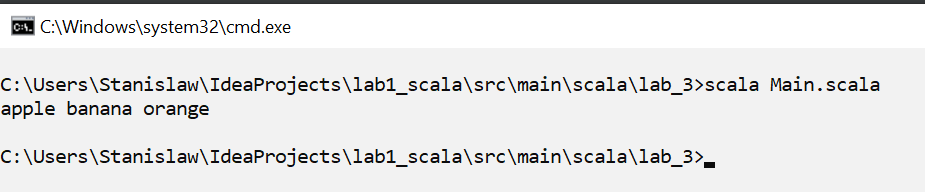 C:\Windows\system32\cmd.exe
C:\Users\Stanislaw\IdeaProjects\lab1_scala\src\main\scala\lab_3>scala Main.scala
apple banana orange
C:\Users\Stanislaw\IdeaProjects\lab1_scala\src\main\scala\lab_3>